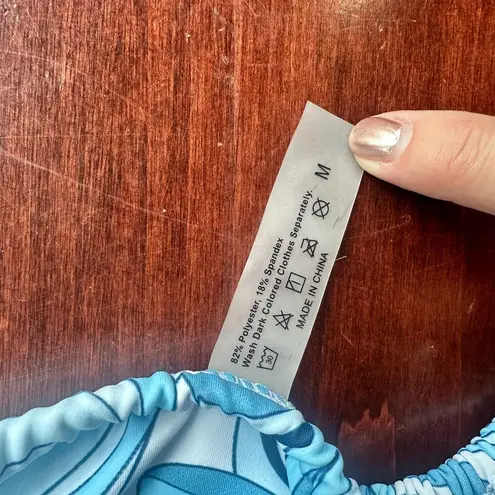 M
82% Polyester, 18% Spandex
Wash Dark Colored Clothes Separately.
30
MADE IN CHINA